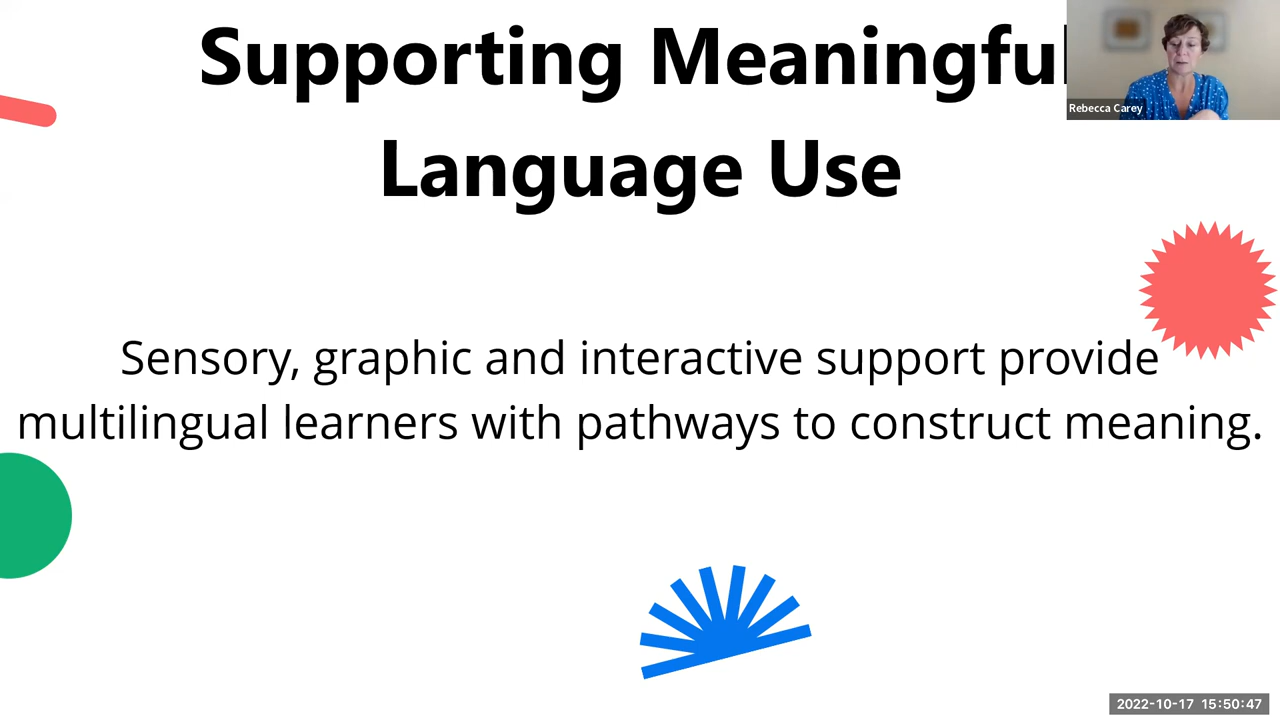 Supporting Meaningful
Language Use
Rebecca Carey
Sensory, graphic and interactive support provide
multilingual learners with pathways to construct meaning.
2022-10-17 15:50:47